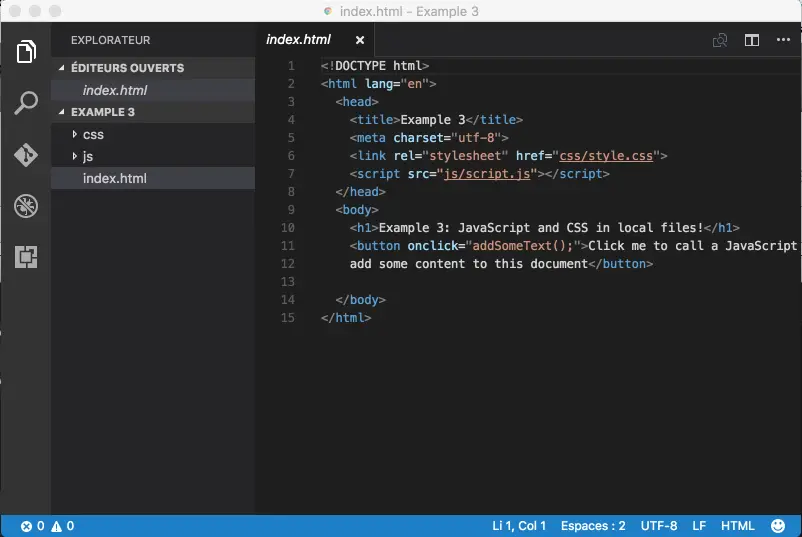 index.html - Example 3
EXPLORATEUR
ÉDITEURS OUVERTS
index.html
EXAMPLE 3
css
js
index.html
index.html
1 <!DOCTYPE html>
2 <html lang="en">
3 <head>
4 <title>Example 3</title>
5 <meta charset="utf-8">
6 <link rel="stylesheet" href="css/style.css">
7 <script src="js/script.js"></script>
8 </head>
9 <body>
10 <h1>Example 3: JavaScript and CSS in local files!</h1>
11 <button onclick="addSomeText();">Click me to call a JavaScript
12 add some content to this document</button>
13
14 </body>
15 </html>
0 0
Li 1, Col 1 Espaces : 2 UTF-8 LF HTML